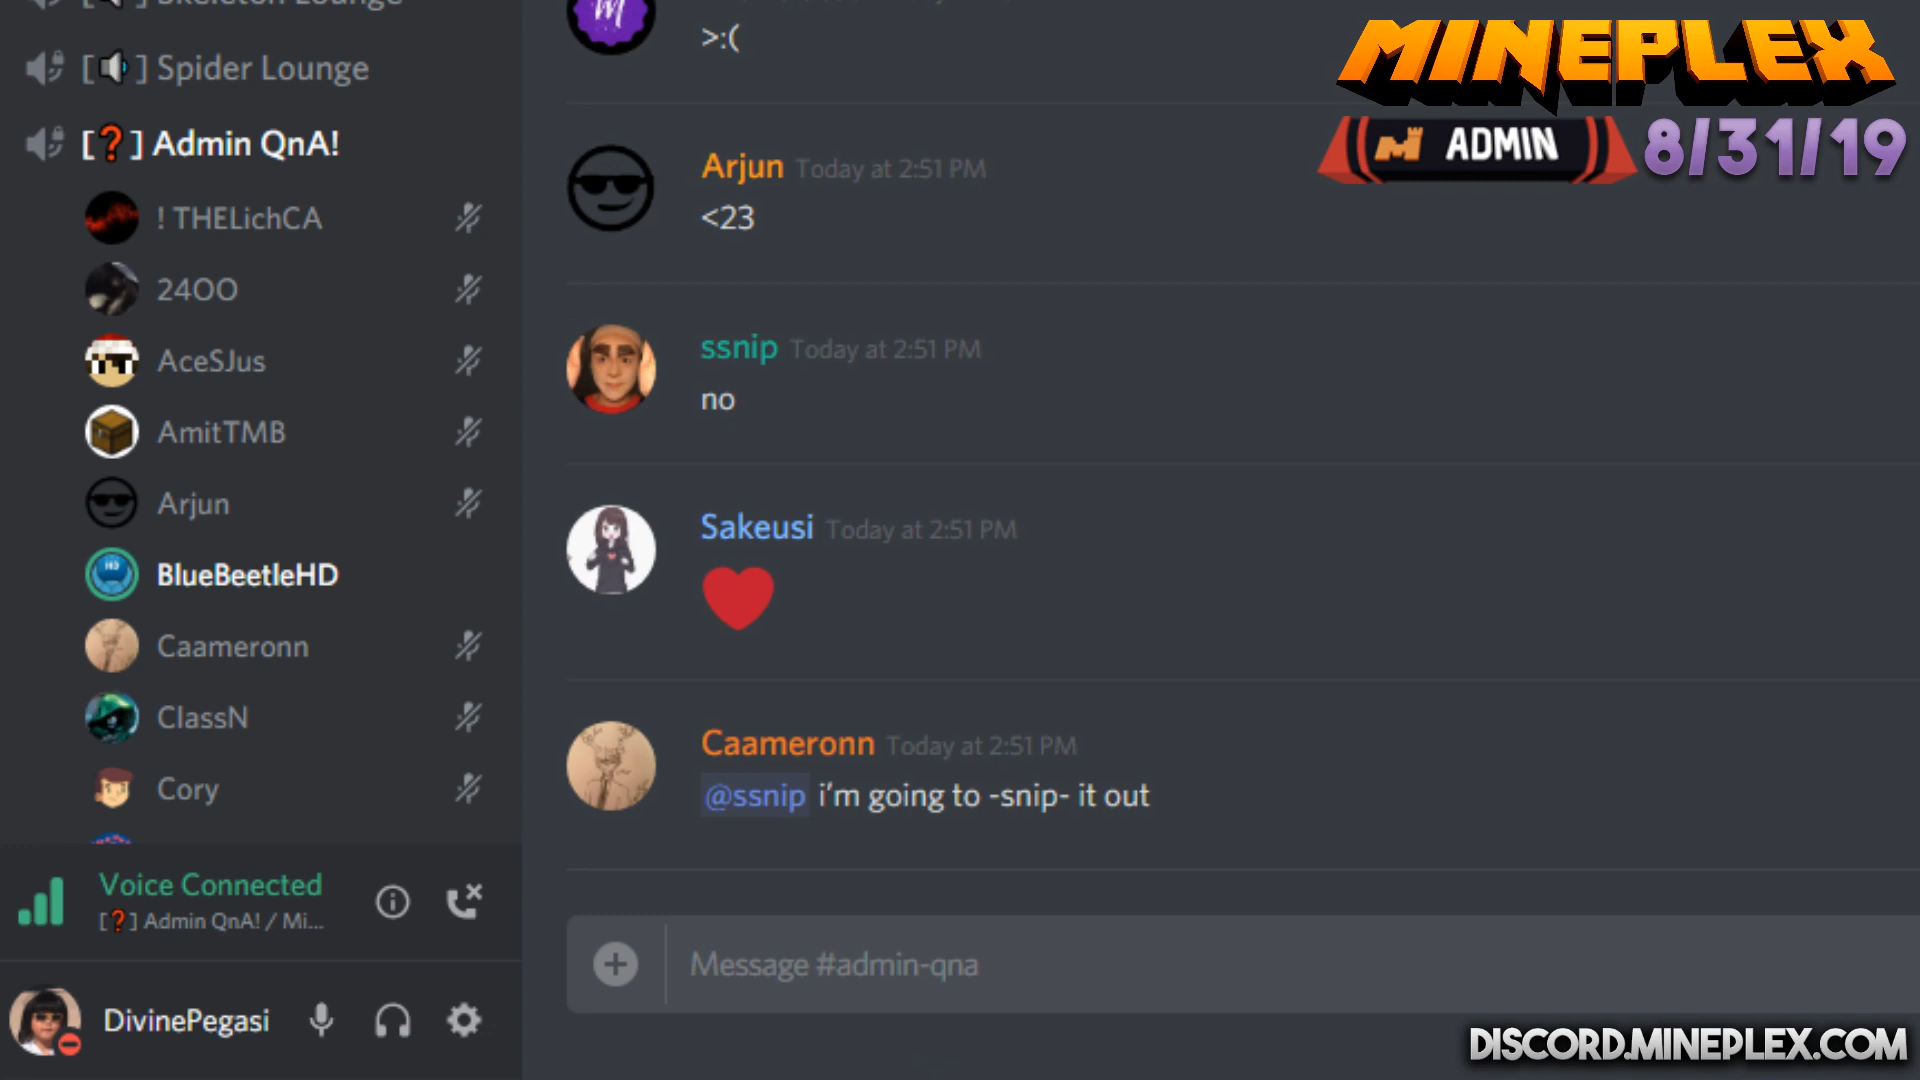 Skeleton Lounge
[🔈] Spider Lounge
[❓] Admin QnA!
! THELichCA
24OO
AceSJus
AmitTMB
Arjun
BlueBeetleHD
Caameronn
ClassN
Cory
Voice Connected
[❓] Admin QnA! / Mi...
DivinePegasi
>:(
Arjun Today at 2:51 PM
<23
ssnip Today at 2:51 PM
no
Sakeusi Today at 2:51 PM
Caameronn Today at 2:51 PM
@ssnip i'm going to -snip- it out
Message #admin-qna
MINEPLEX
ADMIN 8/31/19
DISCORD.MINEPLEX.COM